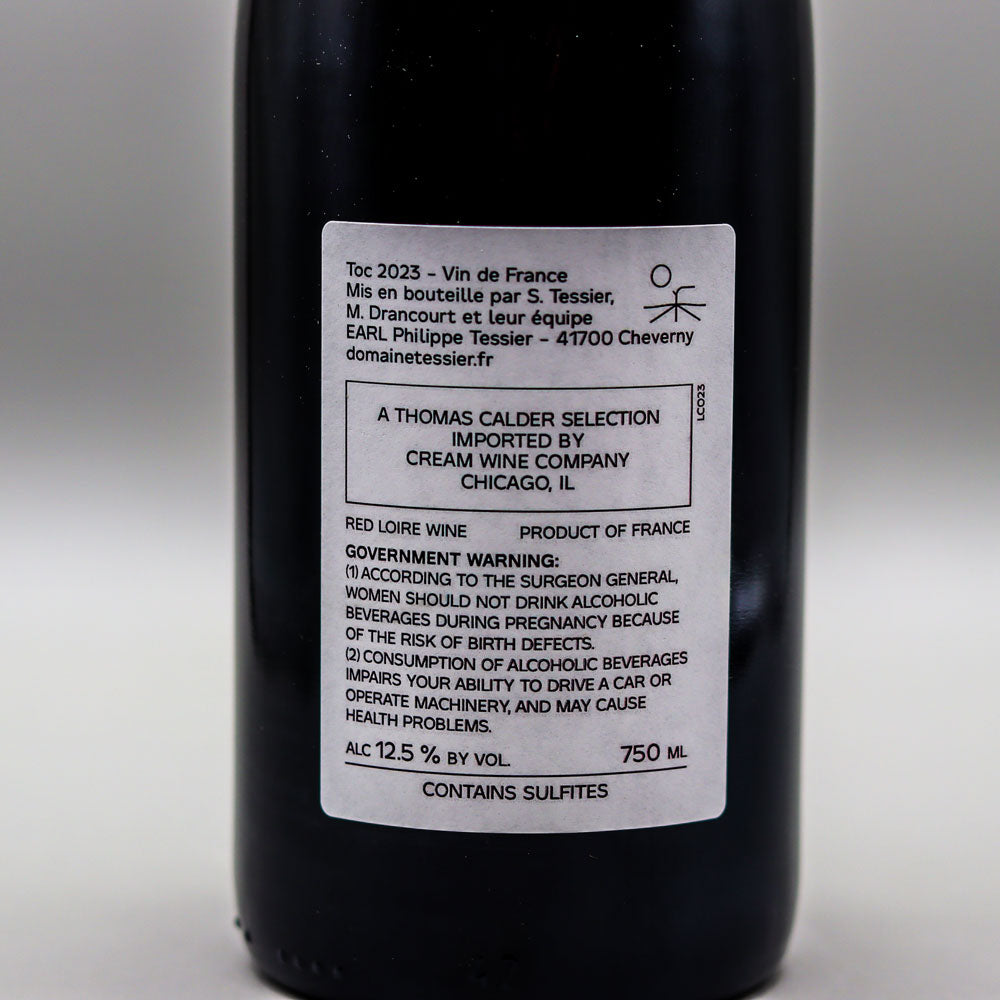 Toc 2023 - Vin de France
Mis en bouteille par S. Tessier,
M. Drancourt et leur équipe
EARL Philippe Tessier - 41700 Cheverny
domainetessier.fr
A THOMAS CALDER SELECTION
IMPORTED BY
CREAM WINE COMPANY
CHICAGO, IL
LCO23
RED LOIRE WINE PRODUCT OF FRANCE
GOVERNMENT WARNING:
(1) ACCORDING TO THE SURGEON GENERAL,
WOMEN SHOULD NOT DRINK ALCOHOLIC
BEVERAGES DURING PREGNANCY BECAUSE
OF THE RISK OF BIRTH DEFECTS.
(2) CONSUMPTION OF ALCOHOLIC BEVERAGES
IMPAIRS YOUR ABILITY TO DRIVE A CAR OR
OPERATE MACHINERY, AND MAY CAUSE
HEALTH PROBLEMS.
ALC 12.5 % BY VOL. 750 ML
CONTAINS SULFITES